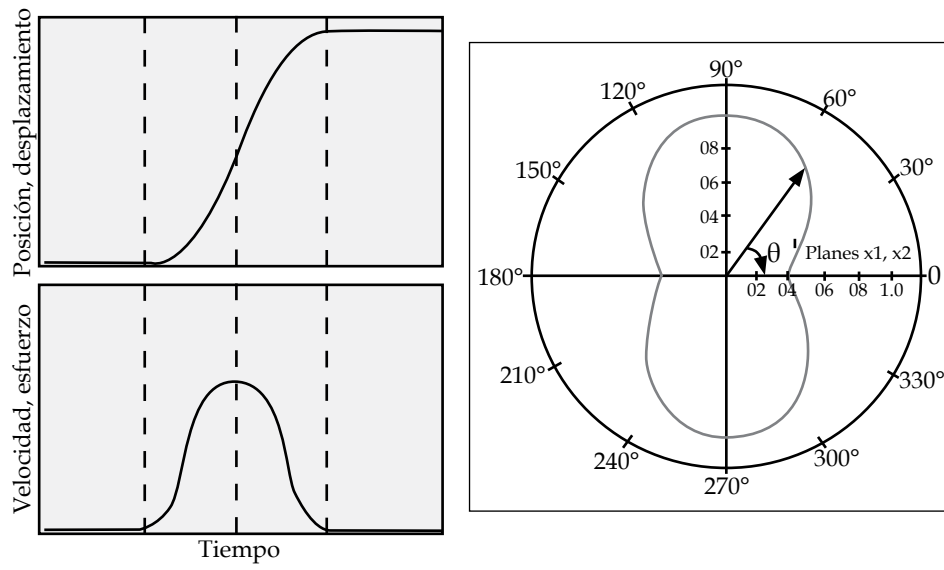 Posición, desplazamiento
Velocidad, esfuerzo
Tiempo
90°
120°
60°
150°
30°
180°
0
210°
330°
240°
300°
270°
08
06
04
02
θ
Planes x1, x2
02 04 06 08 1.0